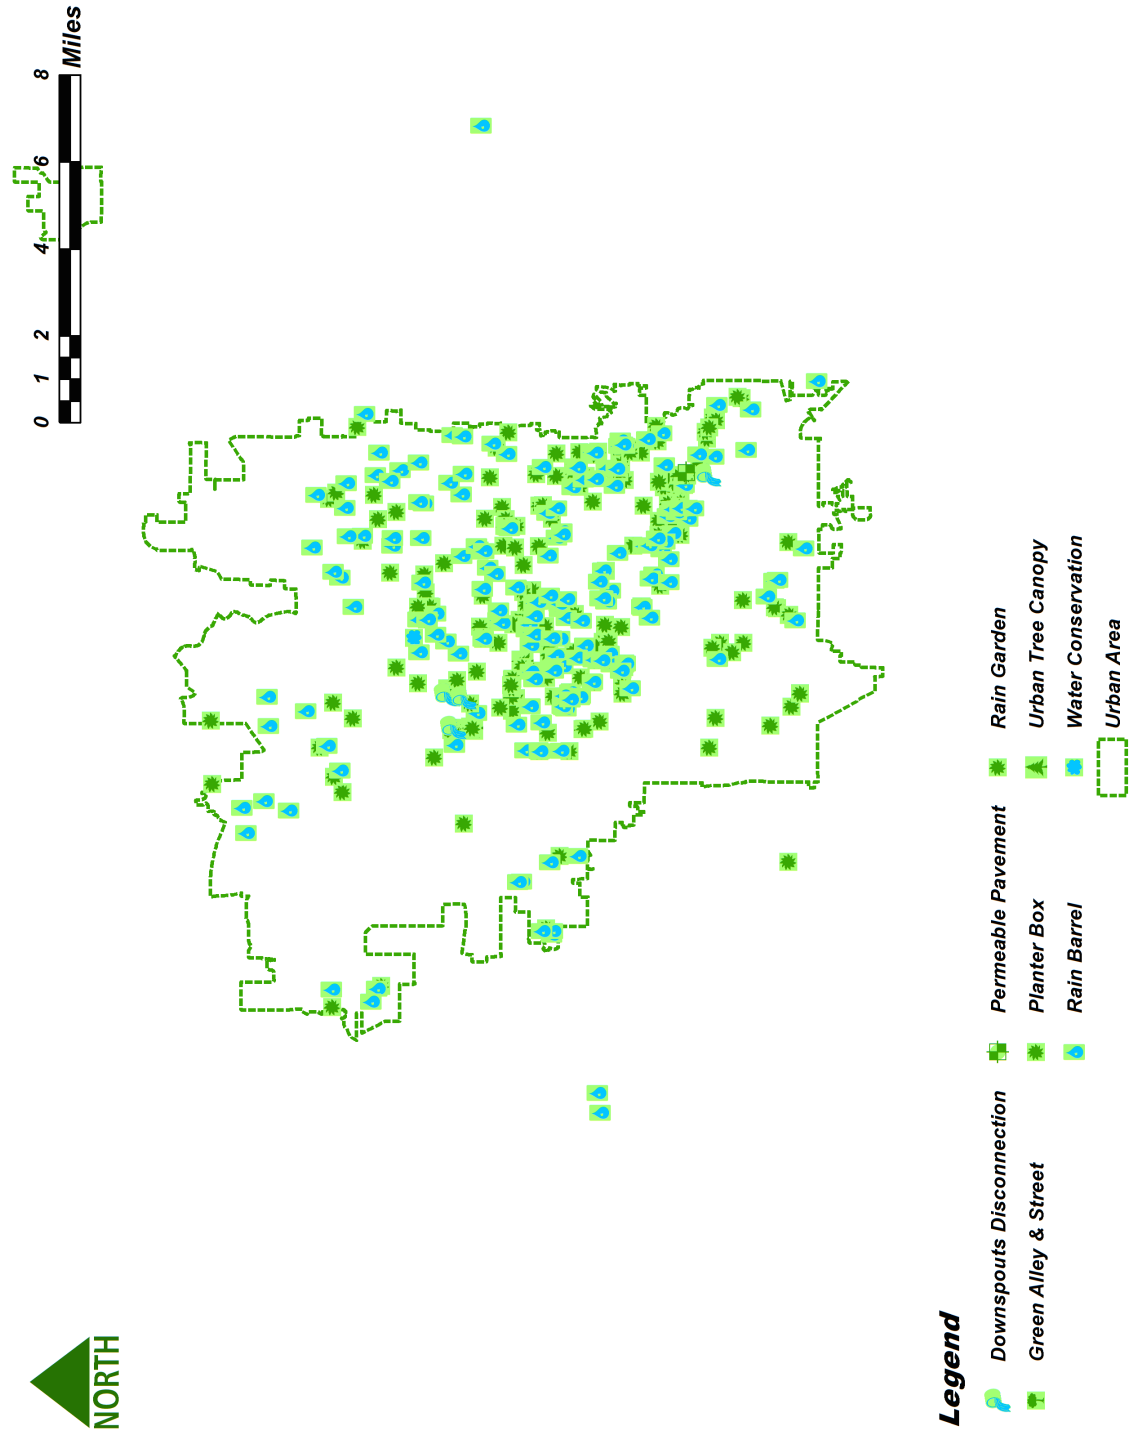 NORTH
0 1 2 4 6 8
Miles
Legend
Downspouts Disconnection
Green Alley & Street
Permeable Pavement
Planter Box
Rain Barrel
Rain Garden
Urban Tree Canopy
Water Conservation
Urban Area